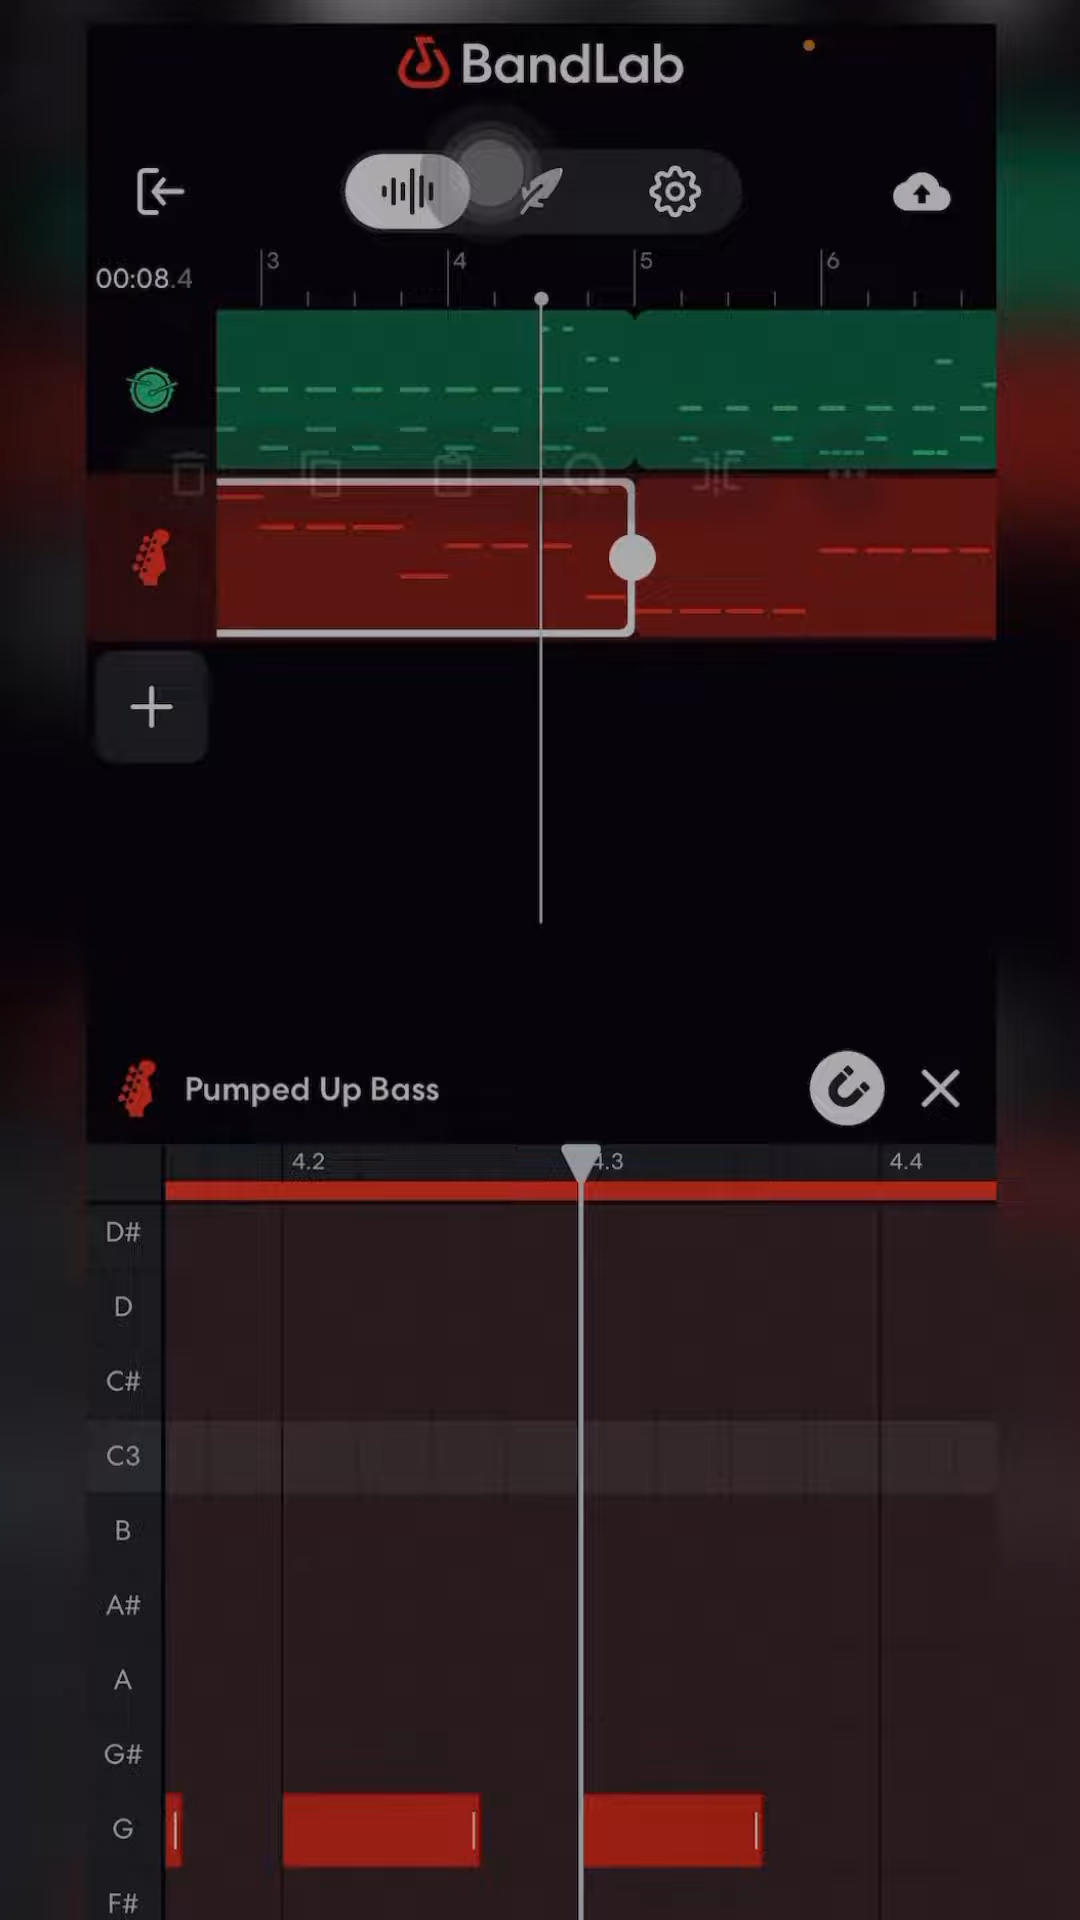 BandLab
00:08.4
3
4
5
6
Pumped Up Bass
4.2
4.3
4.4
D#
D
C#
C3
B
A#
A
G#
G
F#